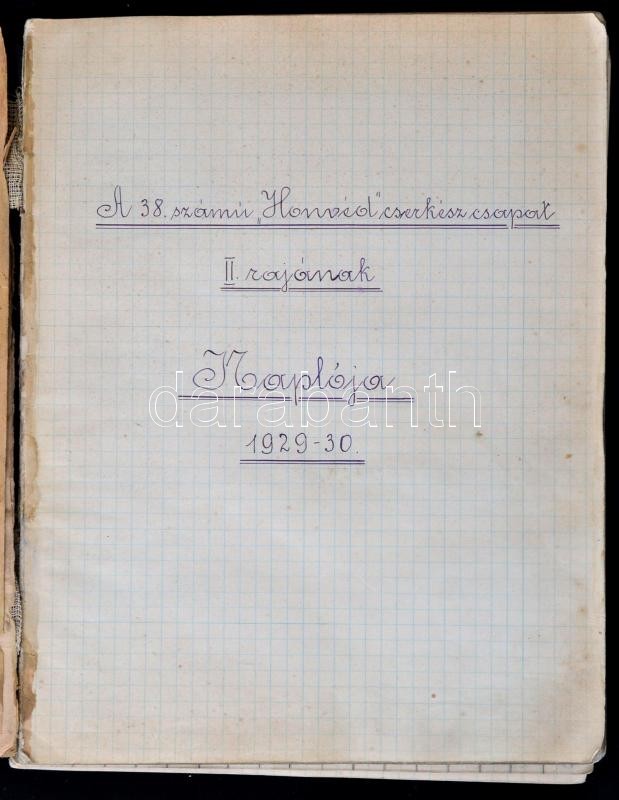 A 38. számú „Honvéd” cserkész csapat
II. rajának
Naplója
darabanth
1929-30.